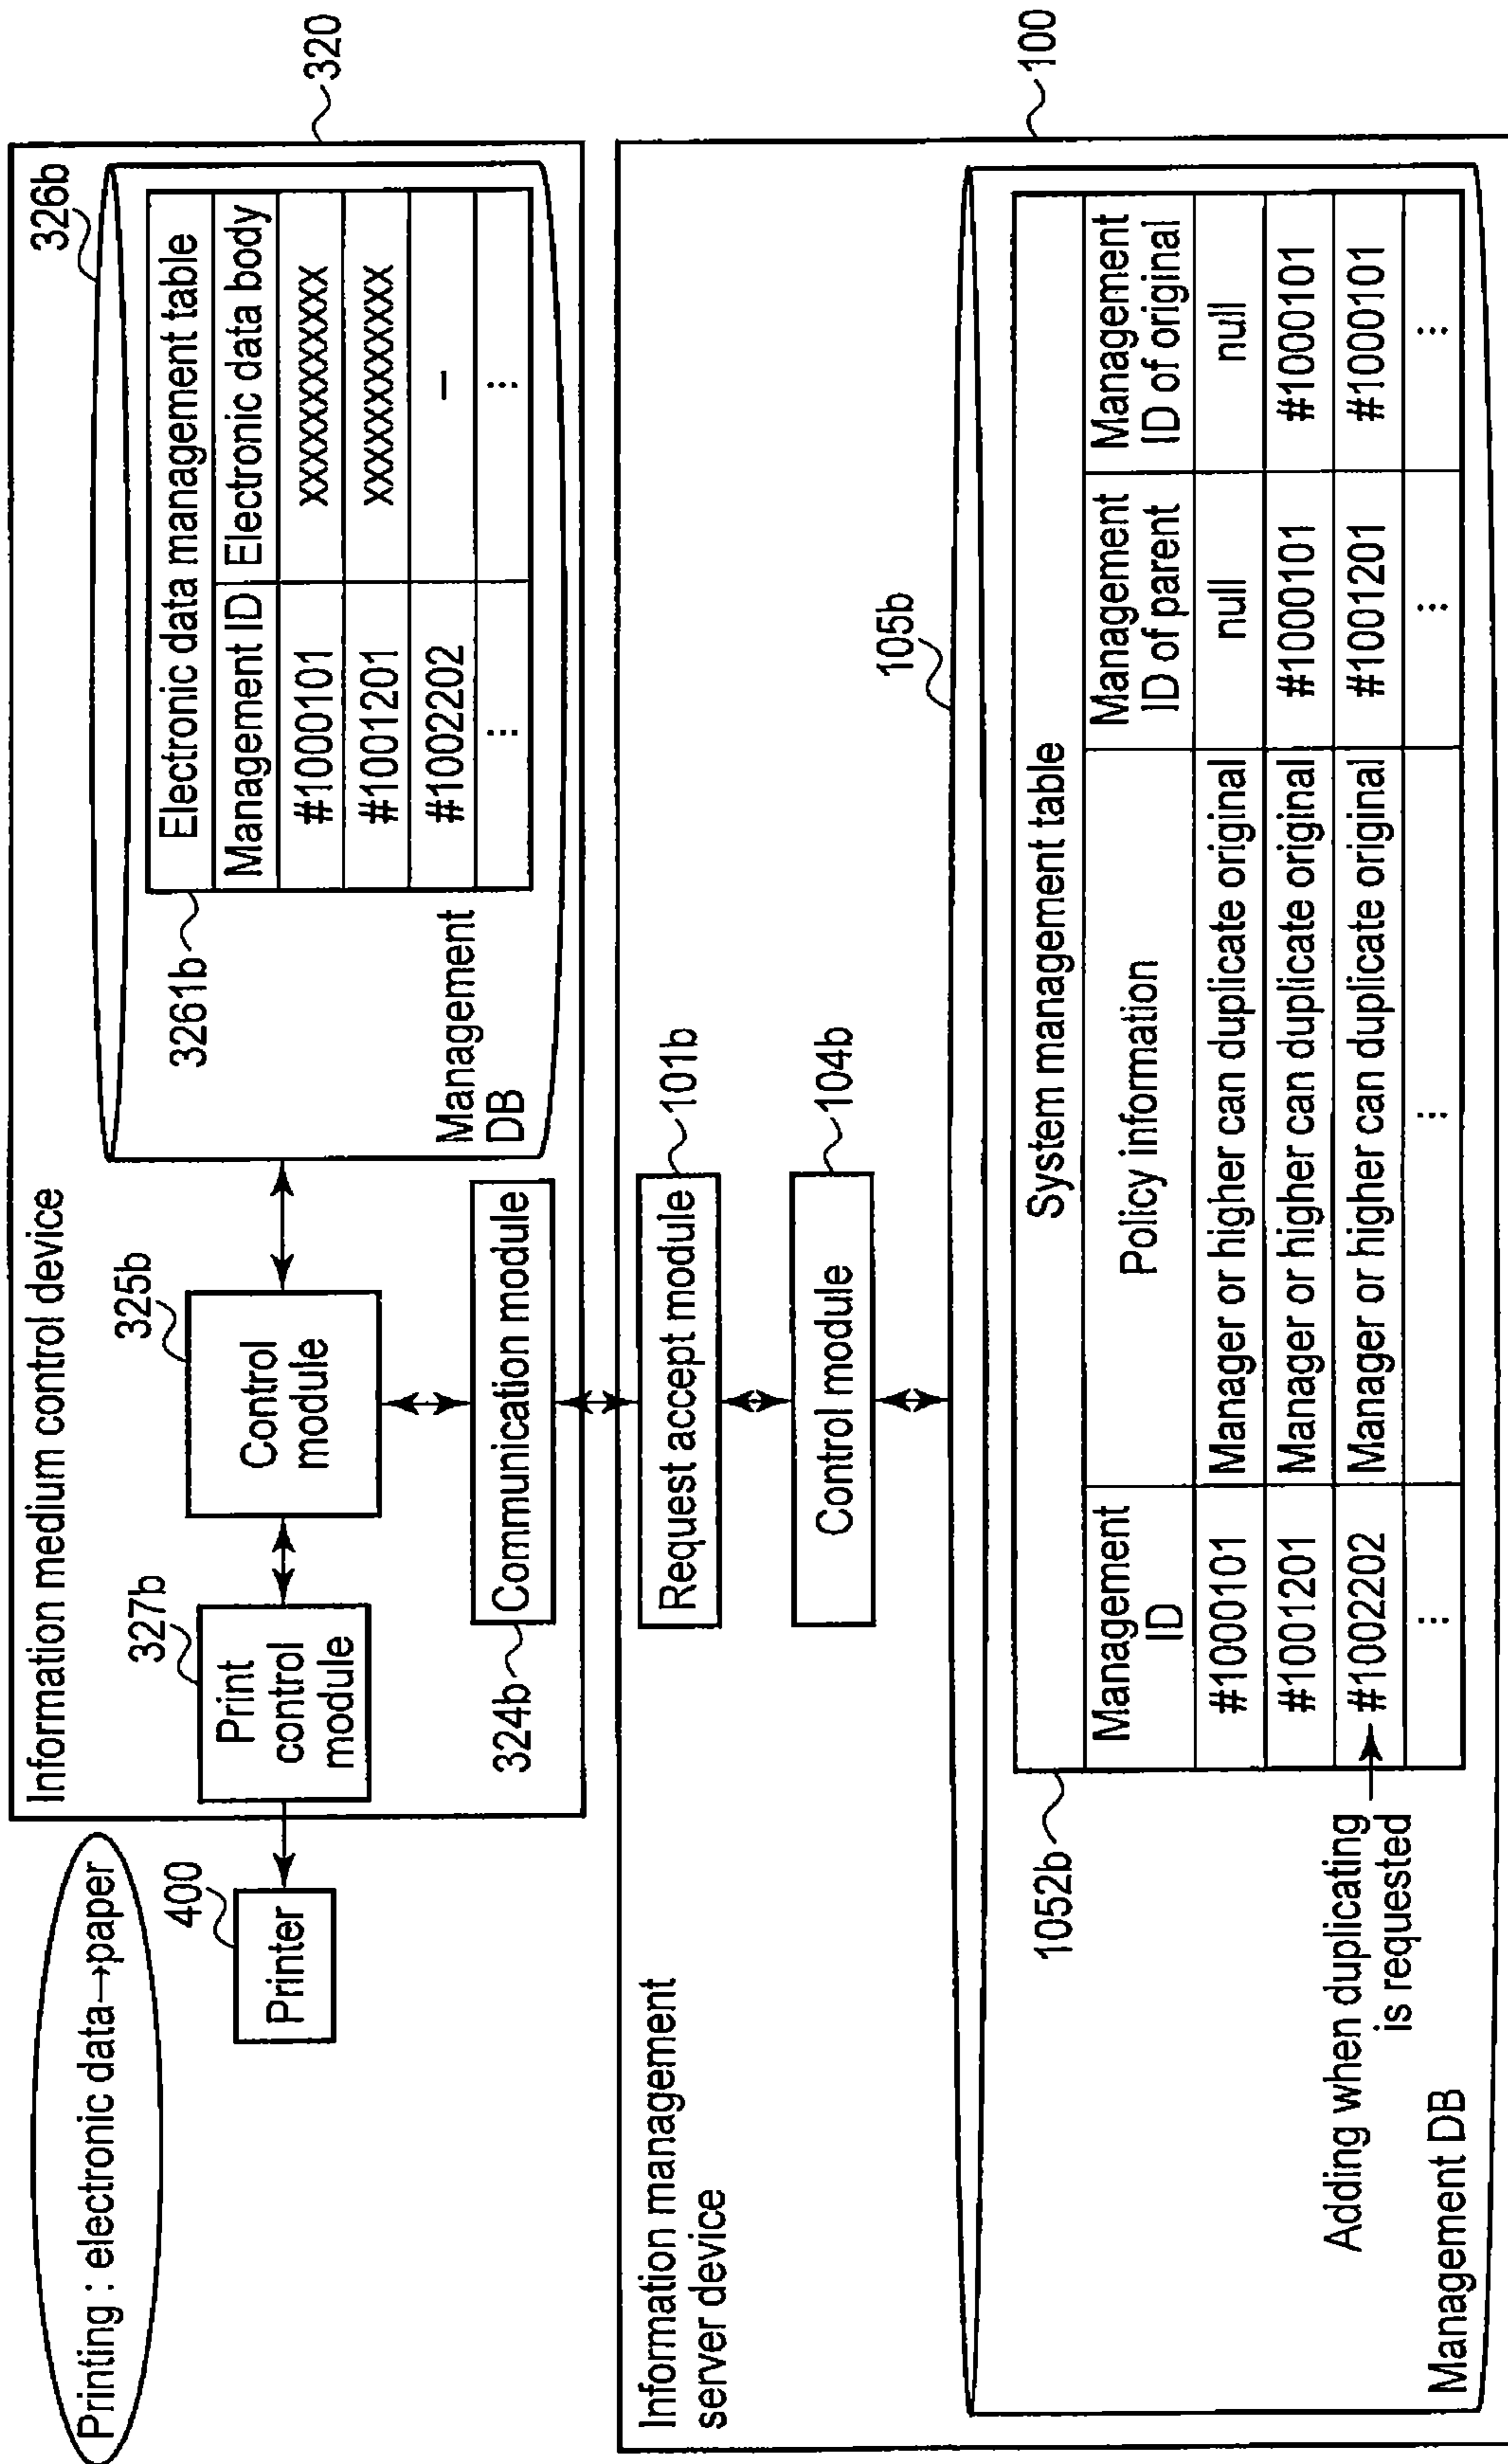 Printing : electronic data→paper
400
Printer
Information medium control device
320
327b
Print
control
module
325b
Control
module
324b
Communication module
326b
3261b
Electronic data management table
Management ID Electronic data body
#1000101 xxxxxxxxxx
#1001201 xxxxxxxxxx
#1002202 –
⋮ ⋮
Management
DB
Information management
server device
100
Request accept module
101b
Control module
104b
105b
1052b
System management table
Management
ID
Policy information
Management
ID of parent
Management
ID of original
#1000101 Manager or higher can duplicate original null null
#1001201 Manager or higher can duplicate original #1000101 #1000101
#1002202 Manager or higher can duplicate original #1001201 #1000101
⋮ ⋮ ⋮ ⋮
Adding when duplicating
is requested
Management DB